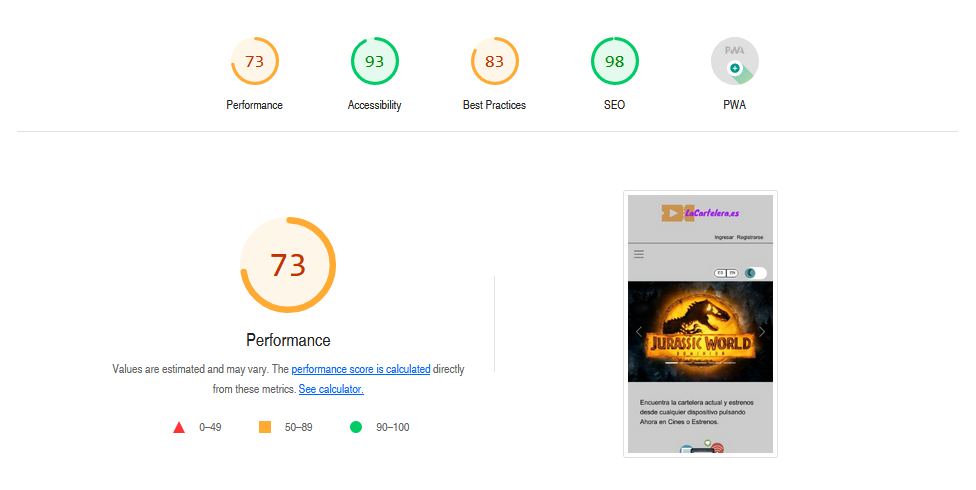 73
93
83
98
PWA
Performance
Accessibility
Best Practices
SEO
PWA
73
Performance
Values are estimated and may vary. The performance score is calculated directly
from these metrics. See calculator.
0–49
50–89
90–100
LaCartelera.es
Ingresar Registrarse
ES EN
JURASSIC WORLD
DOMINION
Encuentra la cartelera actual y estrenos
desde cualquier dispositivo pulsando
Ahora en Cines o Estrenos.